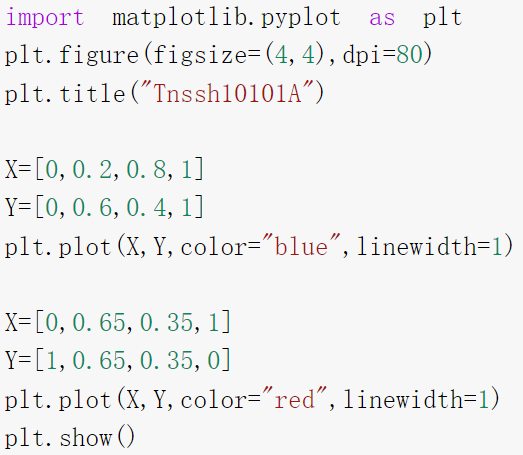 import matplotlib.pyplot as plt
plt.figure(figsize=(4,4),dpi=80)
plt.title("Tnssh10101A")
X=[0,0.2,0.8,1]
Y=[0,0.6,0.4,1]
plt.plot(X,Y,color="blue",linewidth=1)
X=[0,0.65,0.35,1]
Y=[1,0.65,0.35,0]
plt.plot(X,Y,color="red",linewidth=1)
plt.show()